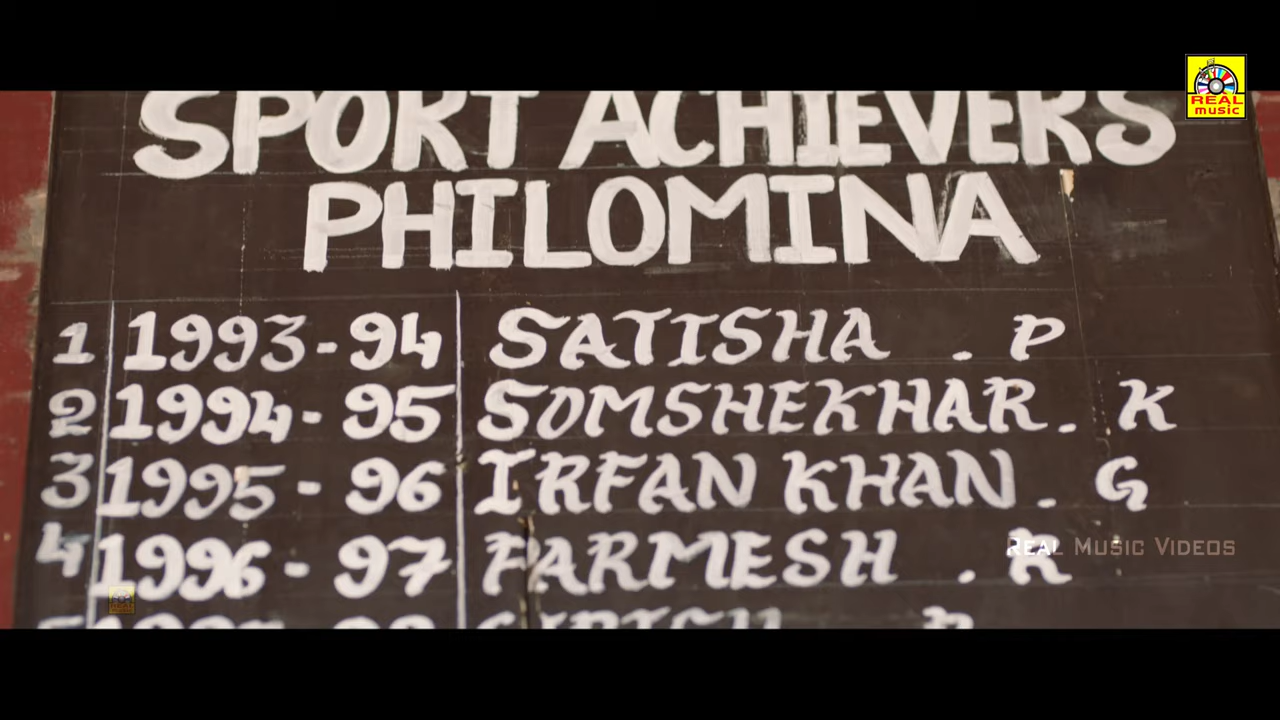 REAL
music
SPORT ACHIEVERS
PHILOMINA
1 1993-94 SATISHA . P
2 1994-95 SOMSHEKHAR. K
3 1995-96 IRFAN KHAN. G
4 1996-97 FARMESH . R
REAL MUSIC VIDEOS